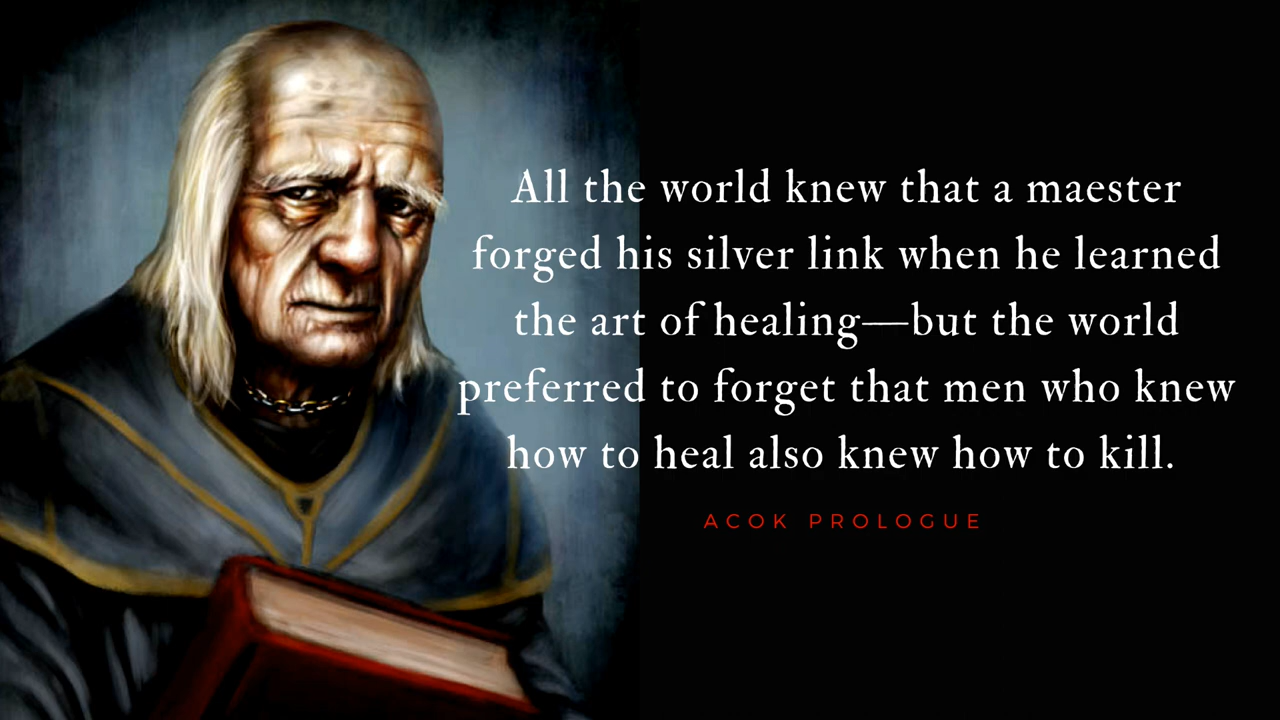 All the world knew that a maester
forged his silver link when he learned
the art of healing—but the world
preferred to forget that men who knew
how to heal also knew how to kill.
ACOK PROLOGUE